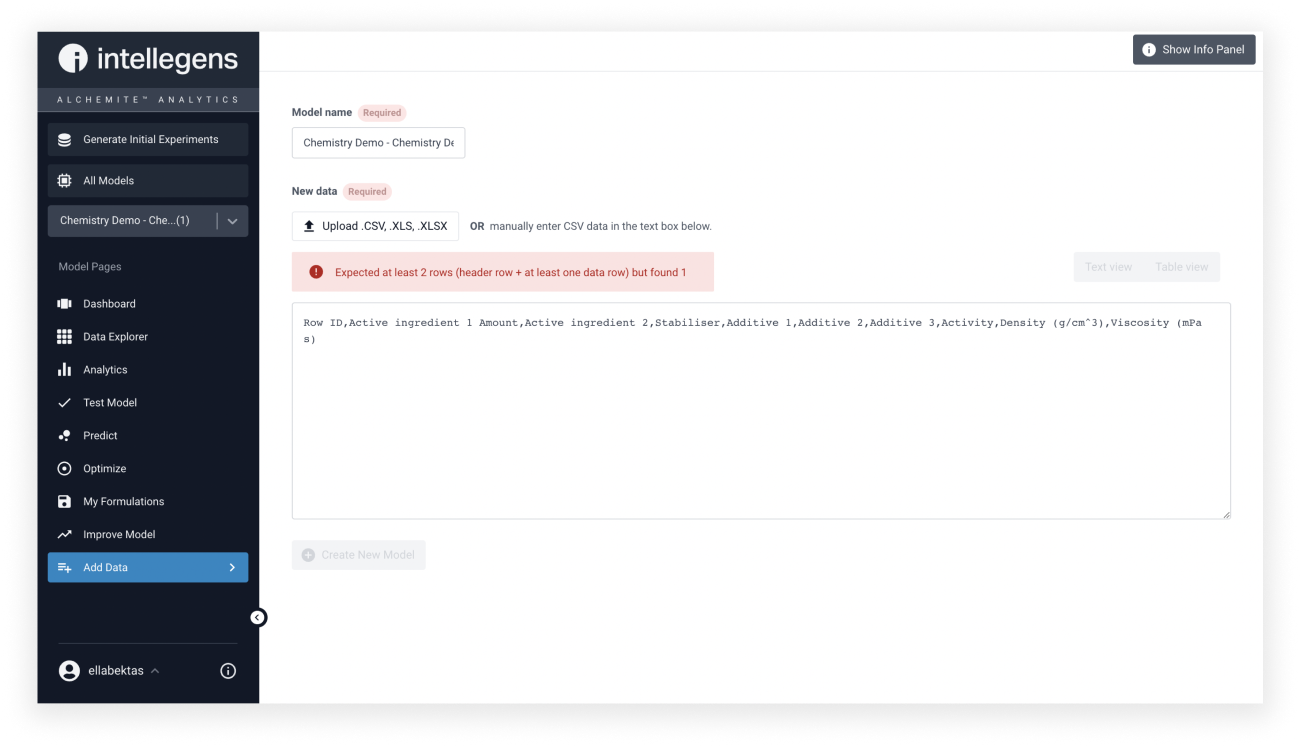 intellegens
ALCHEMITE™ ANALYTICS
Generate Initial Experiments
All Models
Chemistry Demo - Che...(1)
Model Pages
Dashboard
Data Explorer
Analytics
Test Model
Predict
Optimize
My Formulations
Improve Model
Add Data
ellabektas
Show Info Panel
Model name Required
Chemistry Demo - Chemistry De
New data Required
Upload .CSV, .XLS, .XLSX OR manually enter CSV data in the text box below.
Expected at least 2 rows (header row + at least one data row) but found 1
Text view Table view
Row ID,Active ingredient 1 Amount,Active ingredient 2,Stabiliser,Additive 1,Additive 2,Additive 3,Activity,Density (g/cm^3),Viscosity (mPa
s)
Create New Model